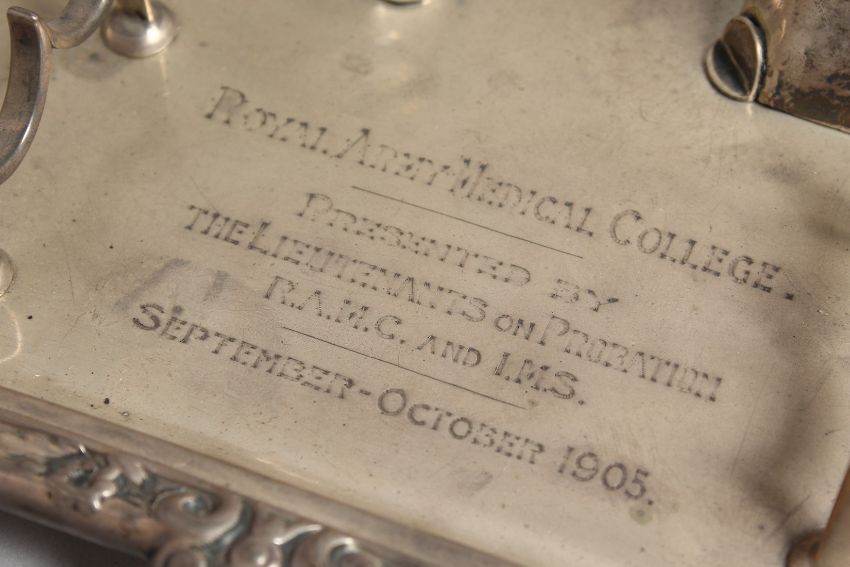 ROYAL ARMY MEDICAL COLLEGE.
PRESENTED BY
THE LIEUTENANTS ON PROBATION
R.A.M.C. AND I.M.S.
SEPTEMBER-OCTOBER 1905.